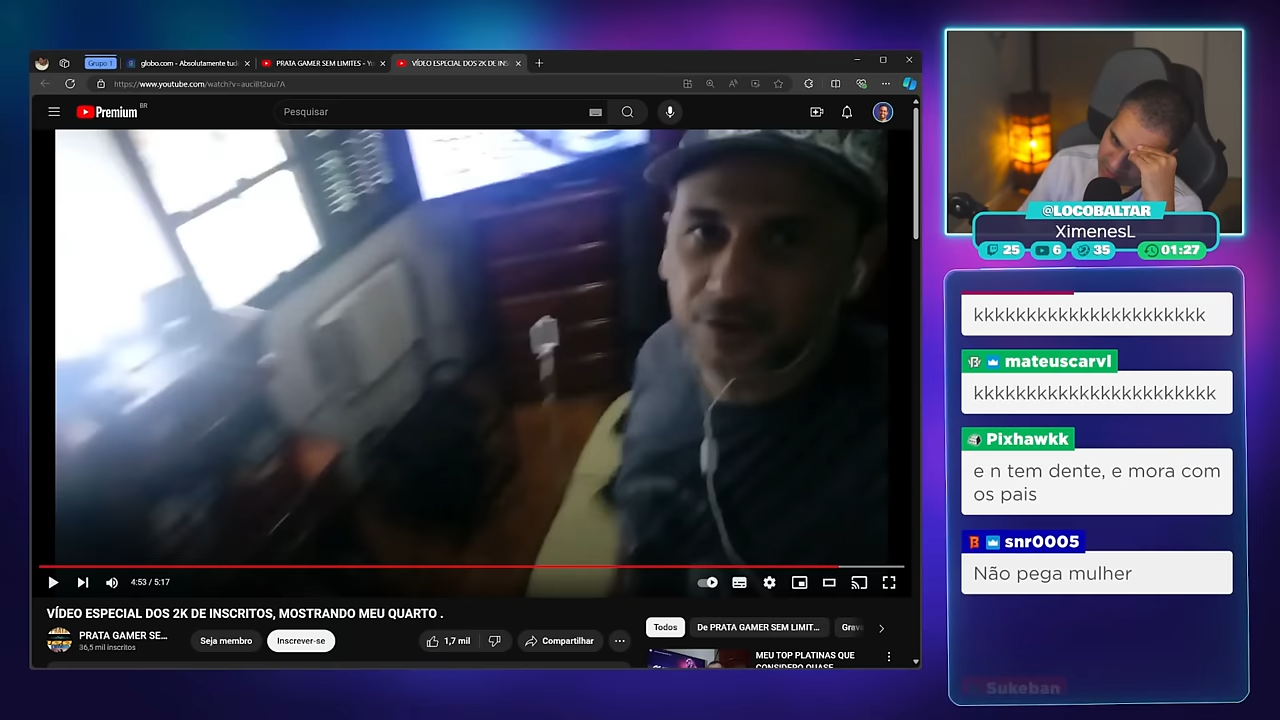 Grupo 1
globo.com - Absolutamente tud
PRATA GAMER SEM LIMITES - Yo
VÍDEO ESPECIAL DOS 2K DE INS
https://www.youtube.com/watch?v=auciIt2uu7A
Premium
BR
Pesquisar
4:53 / 5:17
VÍDEO ESPECIAL DOS 2K DE INSCRITOS, MOSTRANDO MEU QUARTO .
PRATA GAMER SE...
36,5 mil inscritos
Seja membro
Inscrever-se
1,7 mil
Compartilhar
Todos
De PRATA GAMER SEM LIMIT...
Grava
MEU TOP PLATINAS QUE
CONSIDERO QUASE
@LOCOBALTAR
XimenesL
25
6
35
01:27
kkkkkkkkkkkkkkkkkkkkkk
mateuscarvl
kkkkkkkkkkkkkkkkkkkkkkk
Pixhawkk
e n tem dente, e mora com
os pais
snr0005
Não pega mulher
Sukeban